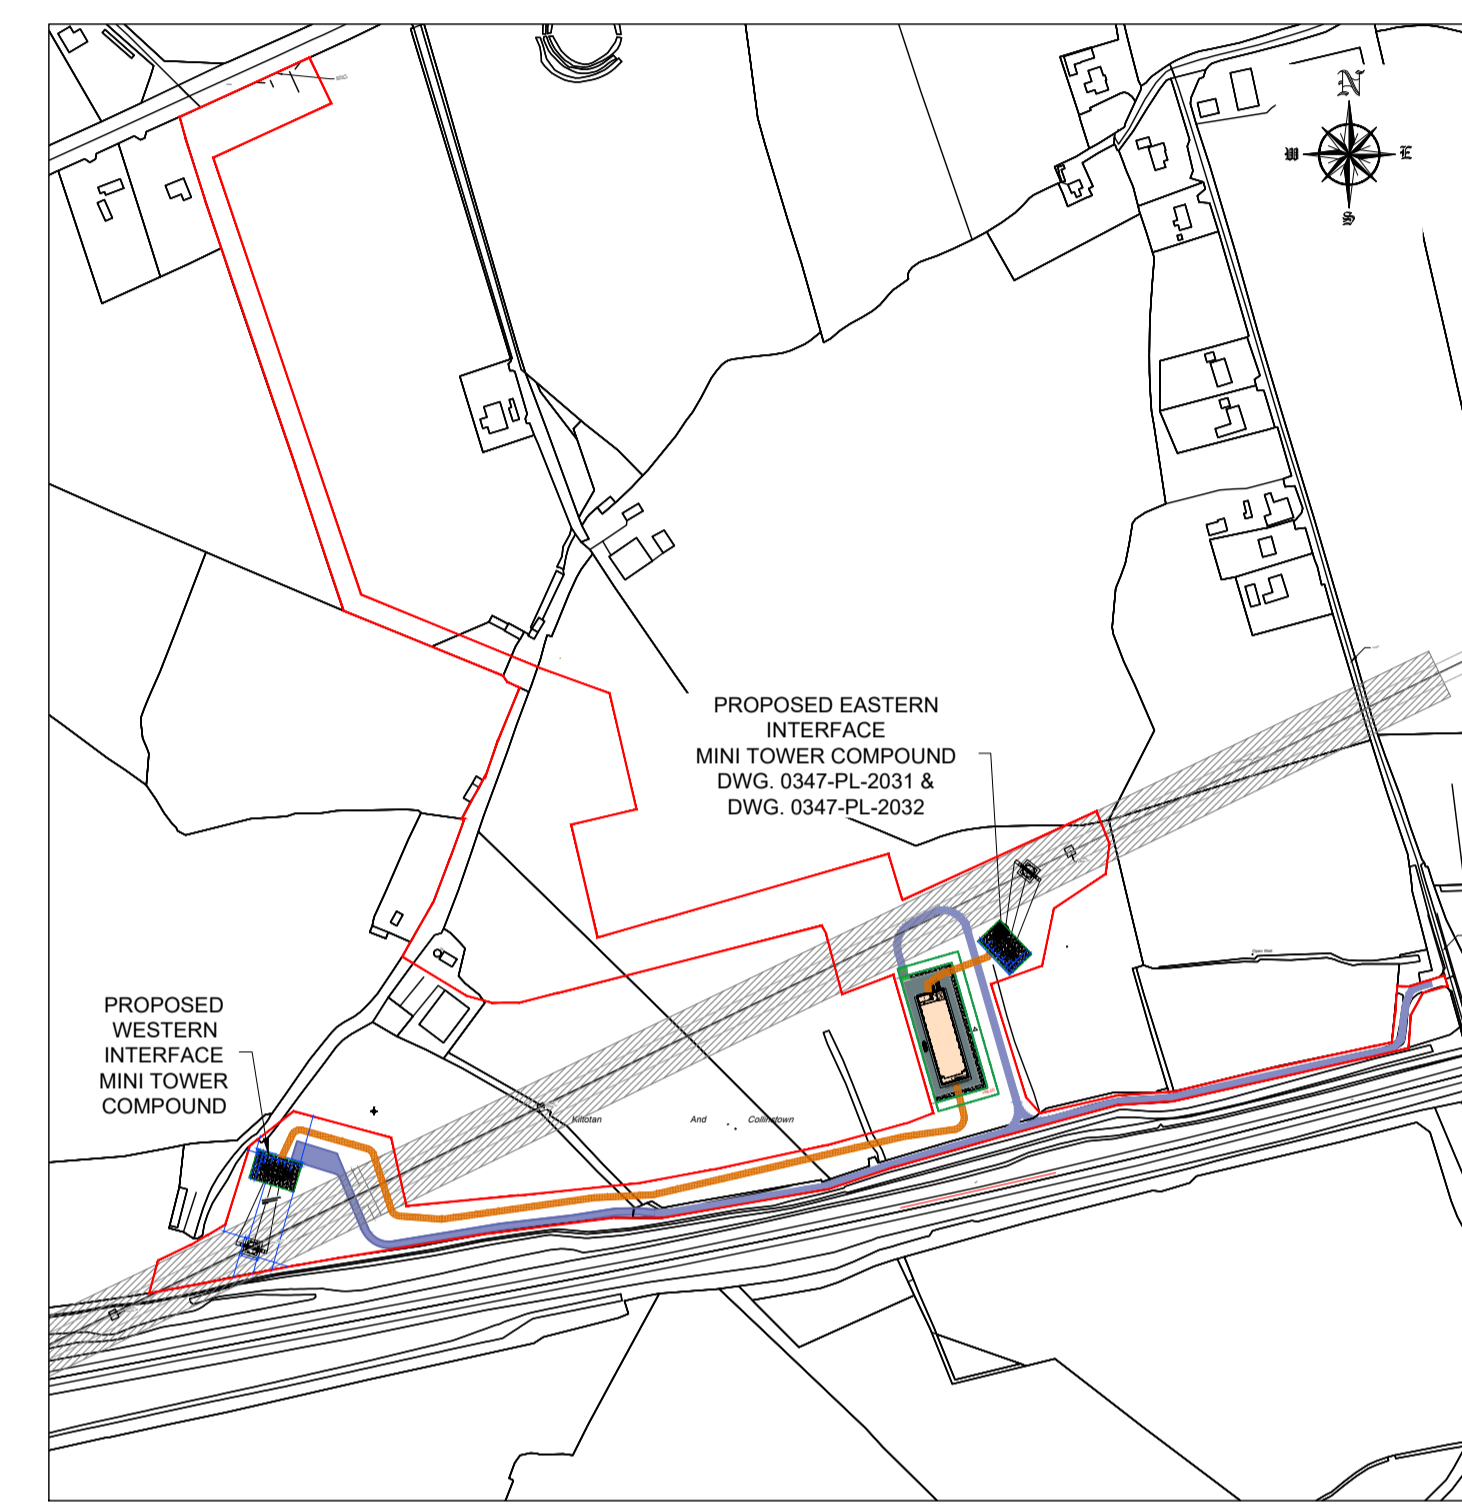 N
W
E
S
PROPOSED EASTERN
INTERFACE
MINI TOWER COMPOUND
DWG. 0347-PL-2031 &
DWG. 0347-PL-2032
PROPOSED
WESTERN
INTERFACE
MINI TOWER
COMPOUND
Killotan And Collinstown